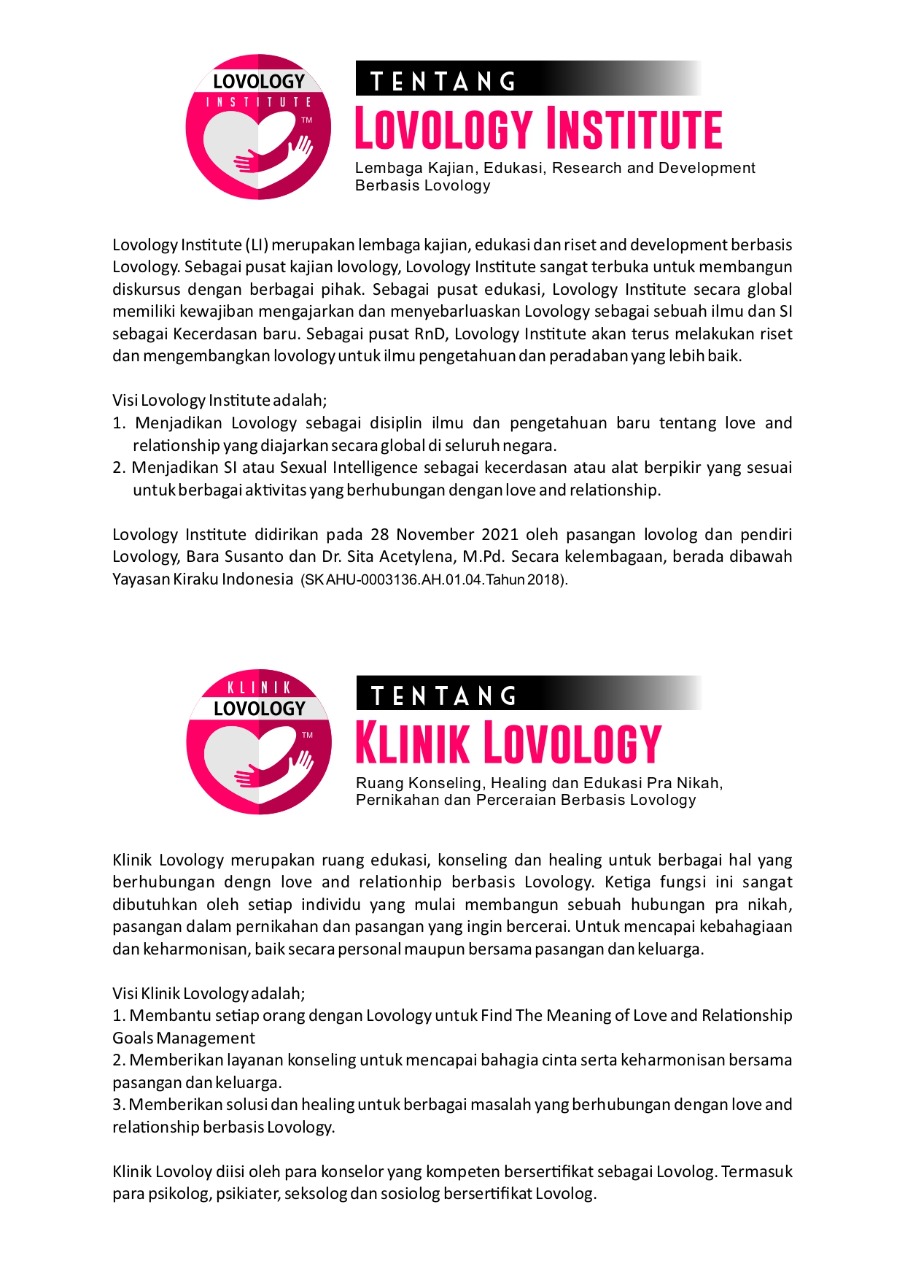 LOVOLOGY
INSTITUTE
TM
TENTANG
LOVOLOGY INSTITUTE
Lembaga Kajian, Edukasi, Research and Development
Berbasis Lovology
Lovology Institute (LI) merupakan lembaga kajian, edukasi dan riset and development berbasis
Lovology. Sebagai pusat kajian lovology, Lovology Institute sangat terbuka untuk membangun
diskursus dengan berbagai pihak. Sebagai pusat edukasi, Lovology Institute secara global
memiliki kewajiban mengajarkan dan menyebarluaskan Lovology sebagai sebuah ilmu dan SI
sebagai Kecerdasan baru. Sebagai pusat RnD, Lovology Institute akan terus melakukan riset
dan mengembangkan lovology untuk ilmu pengetahuan dan peradaban yang lebih baik.
Visi Lovology Institute adalah;
1. Menjadikan Lovology sebagai disiplin ilmu dan pengetahuan baru tentang love and
relationship yang diajarkan secara global di seluruh negara.
2. Menjadikan SI atau Sexual Intelligence sebagai kecerdasan atau alat berpikir yang sesuai
untuk berbagai aktivitas yang berhubungan dengan love and relationship.
Lovology Institute didirikan pada 28 November 2021 oleh pasangan lovolog dan pendiri
Lovology, Bara Susanto dan Dr. Sita Acetylena, M.Pd. Secara kelembagaan, berada dibawah
Yayasan Kiraku Indonesia (SK AHU-0003136.AH.01.04.Tahun 2018).
KLINIK
LOVOLOGY
TM
TENTANG
KLINIK LOVOLOGY
Ruang Konseling, Healing dan Edukasi Pra Nikah,
Pernikahan dan Perceraian Berbasis Lovology
Klinik Lovology merupakan ruang edukasi, konseling dan healing untuk berbagai hal yang
berhubungan dengn love and relationhip berbasis Lovology. Ketiga fungsi ini sangat
dibutuhkan oleh setiap individu yang mulai membangun sebuah hubungan pra nikah,
pasangan dalam pernikahan dan pasangan yang ingin bercerai. Untuk mencapai kebahagiaan
dan keharmonisan, baik secara personal maupun bersama pasangan dan keluarga.
Visi Klinik Lovology adalah;
1. Membantu setiap orang dengan Lovology untuk Find The Meaning of Love and Relationship
Goals Management
2. Memberikan layanan konseling untuk mencapai bahagia cinta serta keharmonisan bersama
pasangan dan keluarga.
3. Memberikan solusi dan healing untuk berbagai masalah yang berhubungan dengan love and
relationship berbasis Lovology.
Klinik Lovoloy diisi oleh para konselor yang kompeten bersertifikat sebagai Lovolog. Termasuk
para psikolog, psikiater, seksolog dan sosiolog bersertifikat Lovolog.